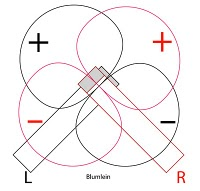 + +
− −
L Blumlein R